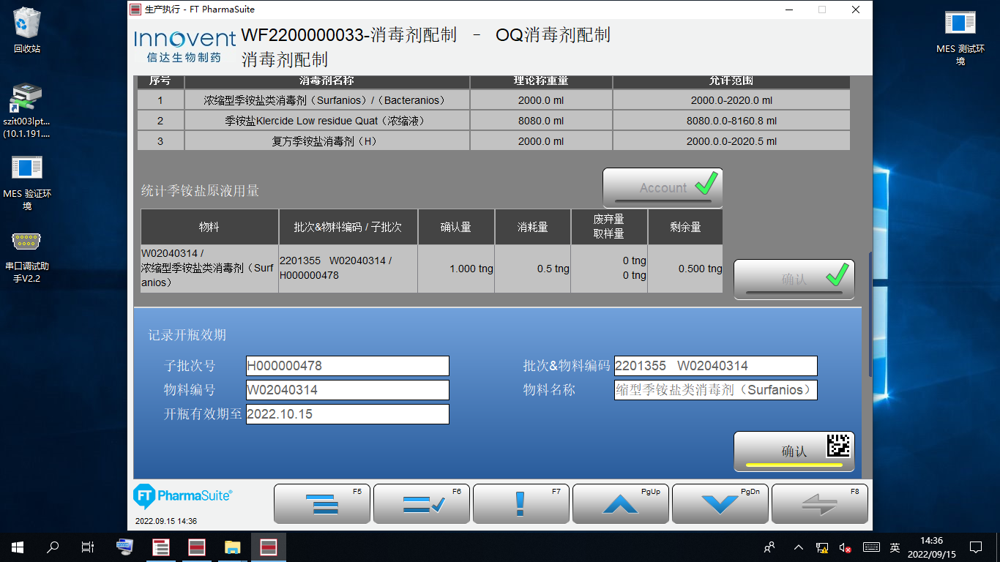 回收站
szit003lpt...
(10.1.191....
MES 验证环
境
串口调试助
手V2.2
MES 测试环
境
生产执行 - FT PharmaSuite
Innovent
信达生物制药
WF2200000033-消毒剂配制 - OQ消毒剂配制
消毒剂配制
序号 消毒剂名称 理论称重量 允许范围
1 浓缩型季铵盐类消毒剂（Surfanios）/（Bacteranios） 2000.0 ml 2000.0-2020.0 ml
2 季铵盐Klercide Low residue Quat（浓缩液） 8080.0 ml 8080.0.0-8160.8 ml
3 复方季铵盐消毒剂（H） 2000.0 ml 2000.0.0-2020.5 ml
统计季铵盐原液用量
Account
物料 批次&物料编码 / 子批次 确认量 消耗量 废弃量 剩余量
取样量
W02040314 /
浓缩型季铵盐类消毒剂（Surf
anios）
2201355 W02040314 /
H000000478
1.000 tng
0.5 tng
0 tng
0 tng
0.500 tng
确认
记录开瓶效期
子批次号 H000000478 批次&物料编码 2201355 W02040314
物料编号 W02040314 物料名称 缩型季铵盐类消毒剂（Surfanios）
开瓶有效期至 2022.10.15
确认
FT PharmaSuite®
2022.09.15 14:36
F5
F6
F7
PgUp
PgDn
F8
英
14:36
2022/09/15